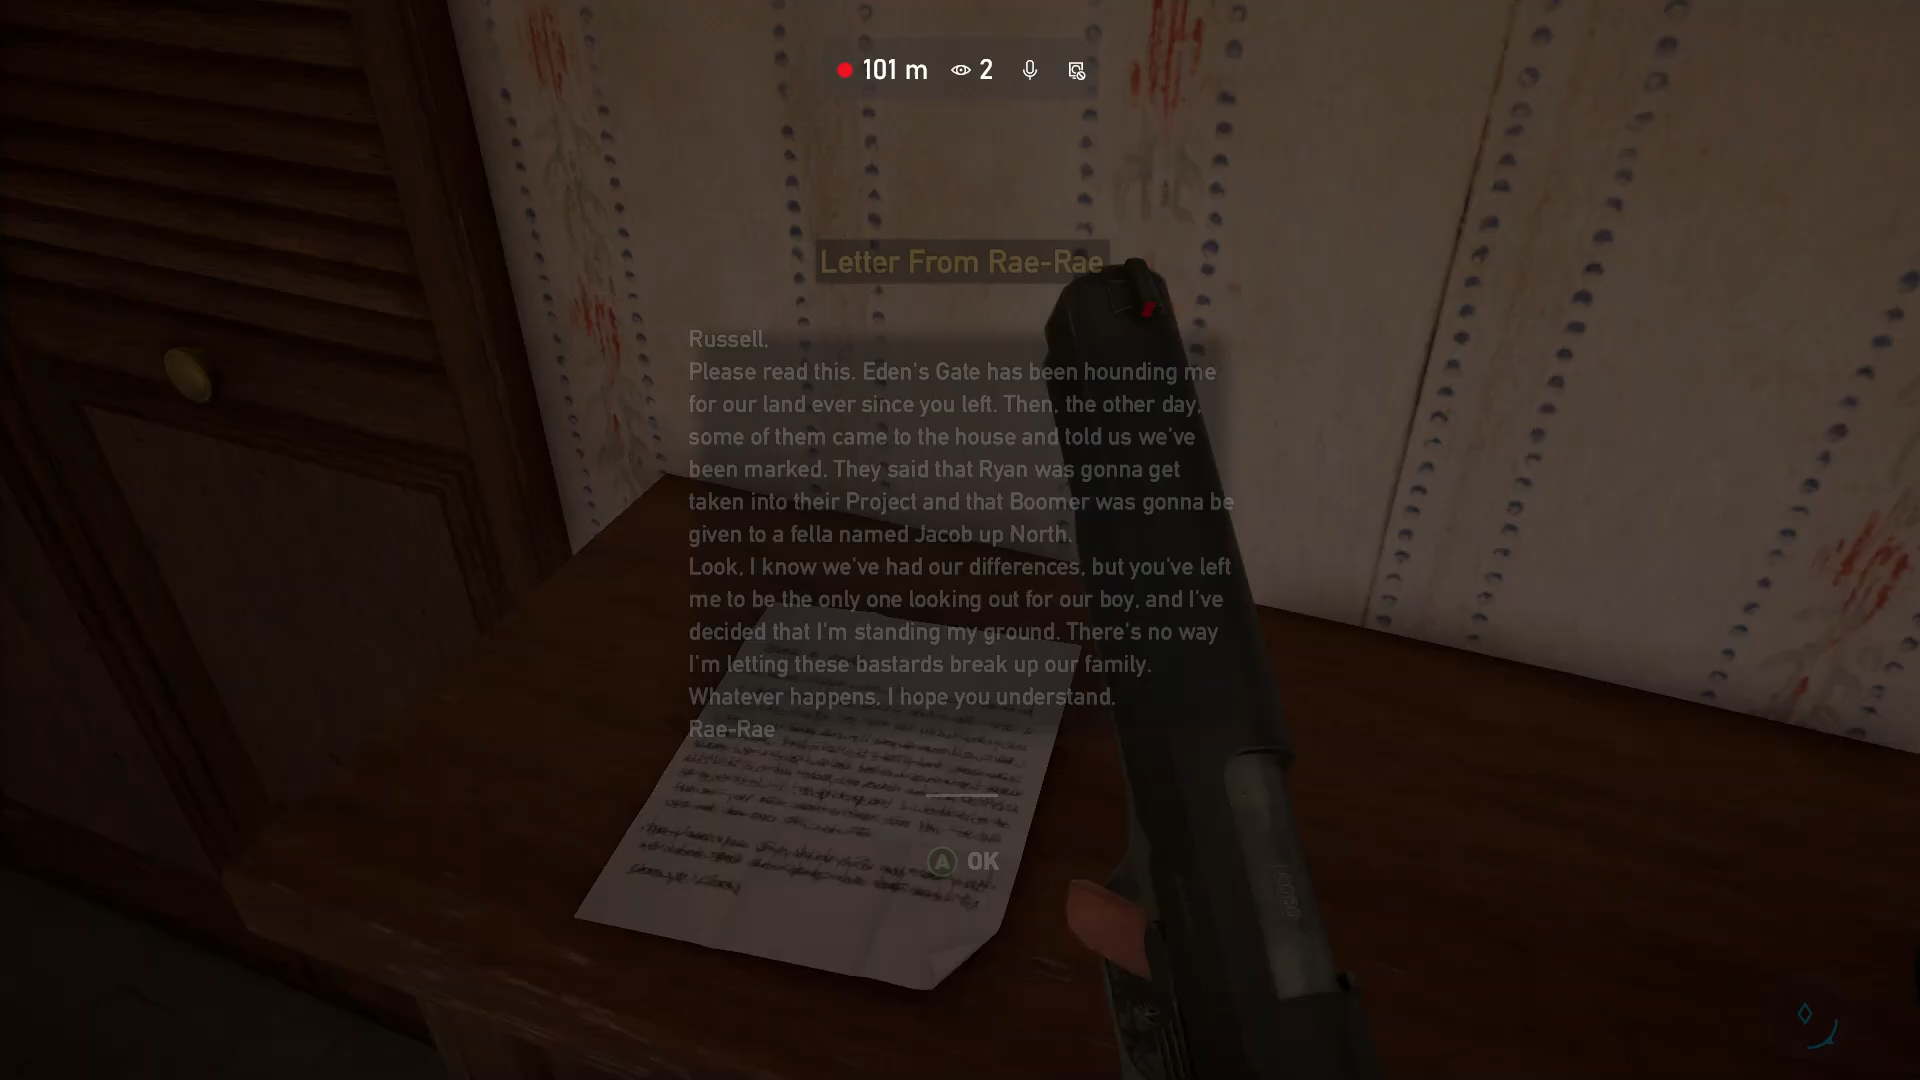 101 m 2
Letter From Rae-Rae
Russell,
Please read this. Eden's Gate has been hounding me
for our land ever since you left. Then, the other day,
some of them came to the house and told us we've
been marked. They said that Ryan was gonna get
taken into their Project and that Boomer was gonna be
given to a fella named Jacob up North.
Look, I know we've had our differences, but you've left
me to be the only one looking out for our boy, and I've
decided that I'm standing my ground. There's no way
I'm letting these bastards break up our family.
Whatever happens, I hope you understand.
Rae-Rae
A OK